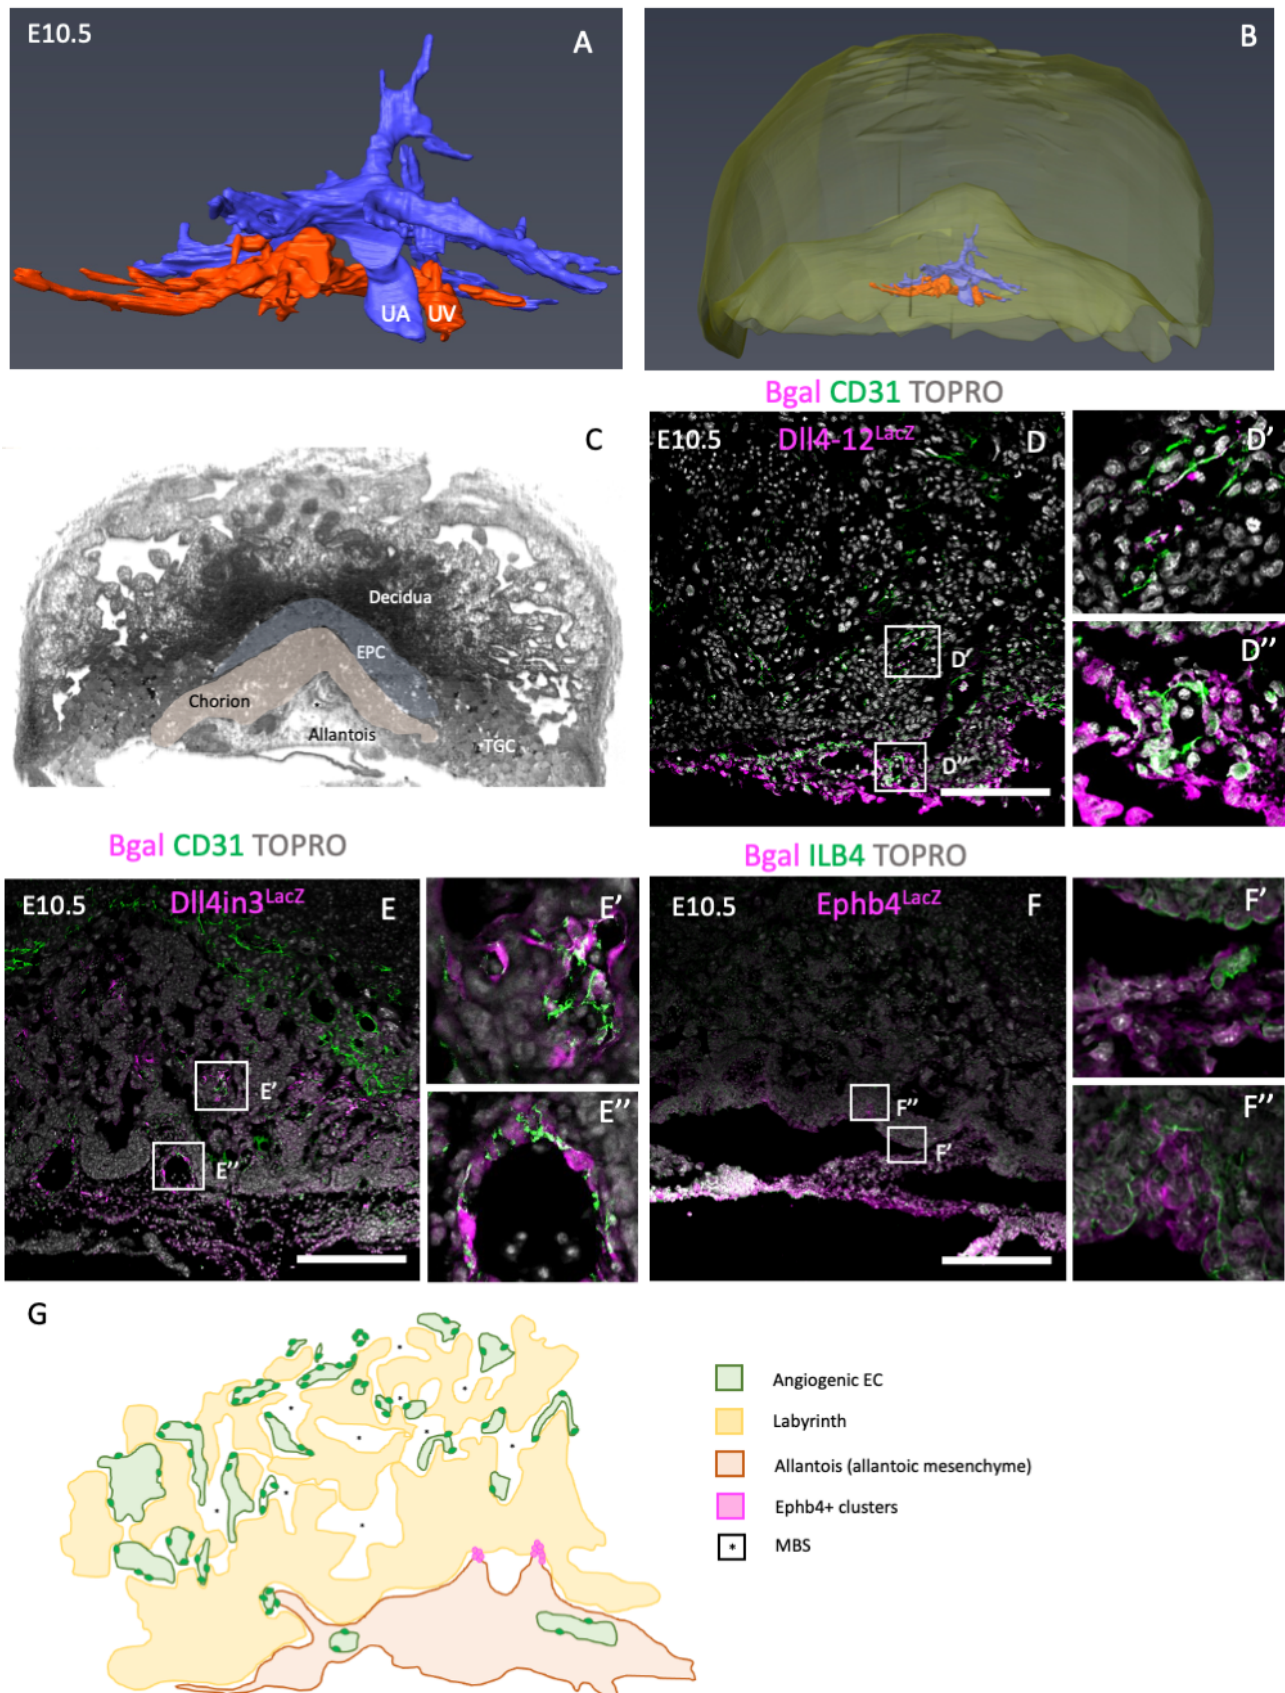 E10.5
A
UA
UV
B
C
Decidua
EPC
Chorion
Allantois
TGC
Bgal CD31 TOPRO
E10.5
Dll4-12LacZ
D
D'
D''
D'
D''
Bgal CD31 TOPRO
E10.5
Dll4in3LacZ
E
E'
E''
E'
E''
Bgal ILB4 TOPRO
E10.5
Ephb4LacZ
F
F''
F'
F'
F''
G
Angiogenic EC
Labyrinth
Allantois (allantoic mesenchyme)
Ephb4+ clusters
* MBS